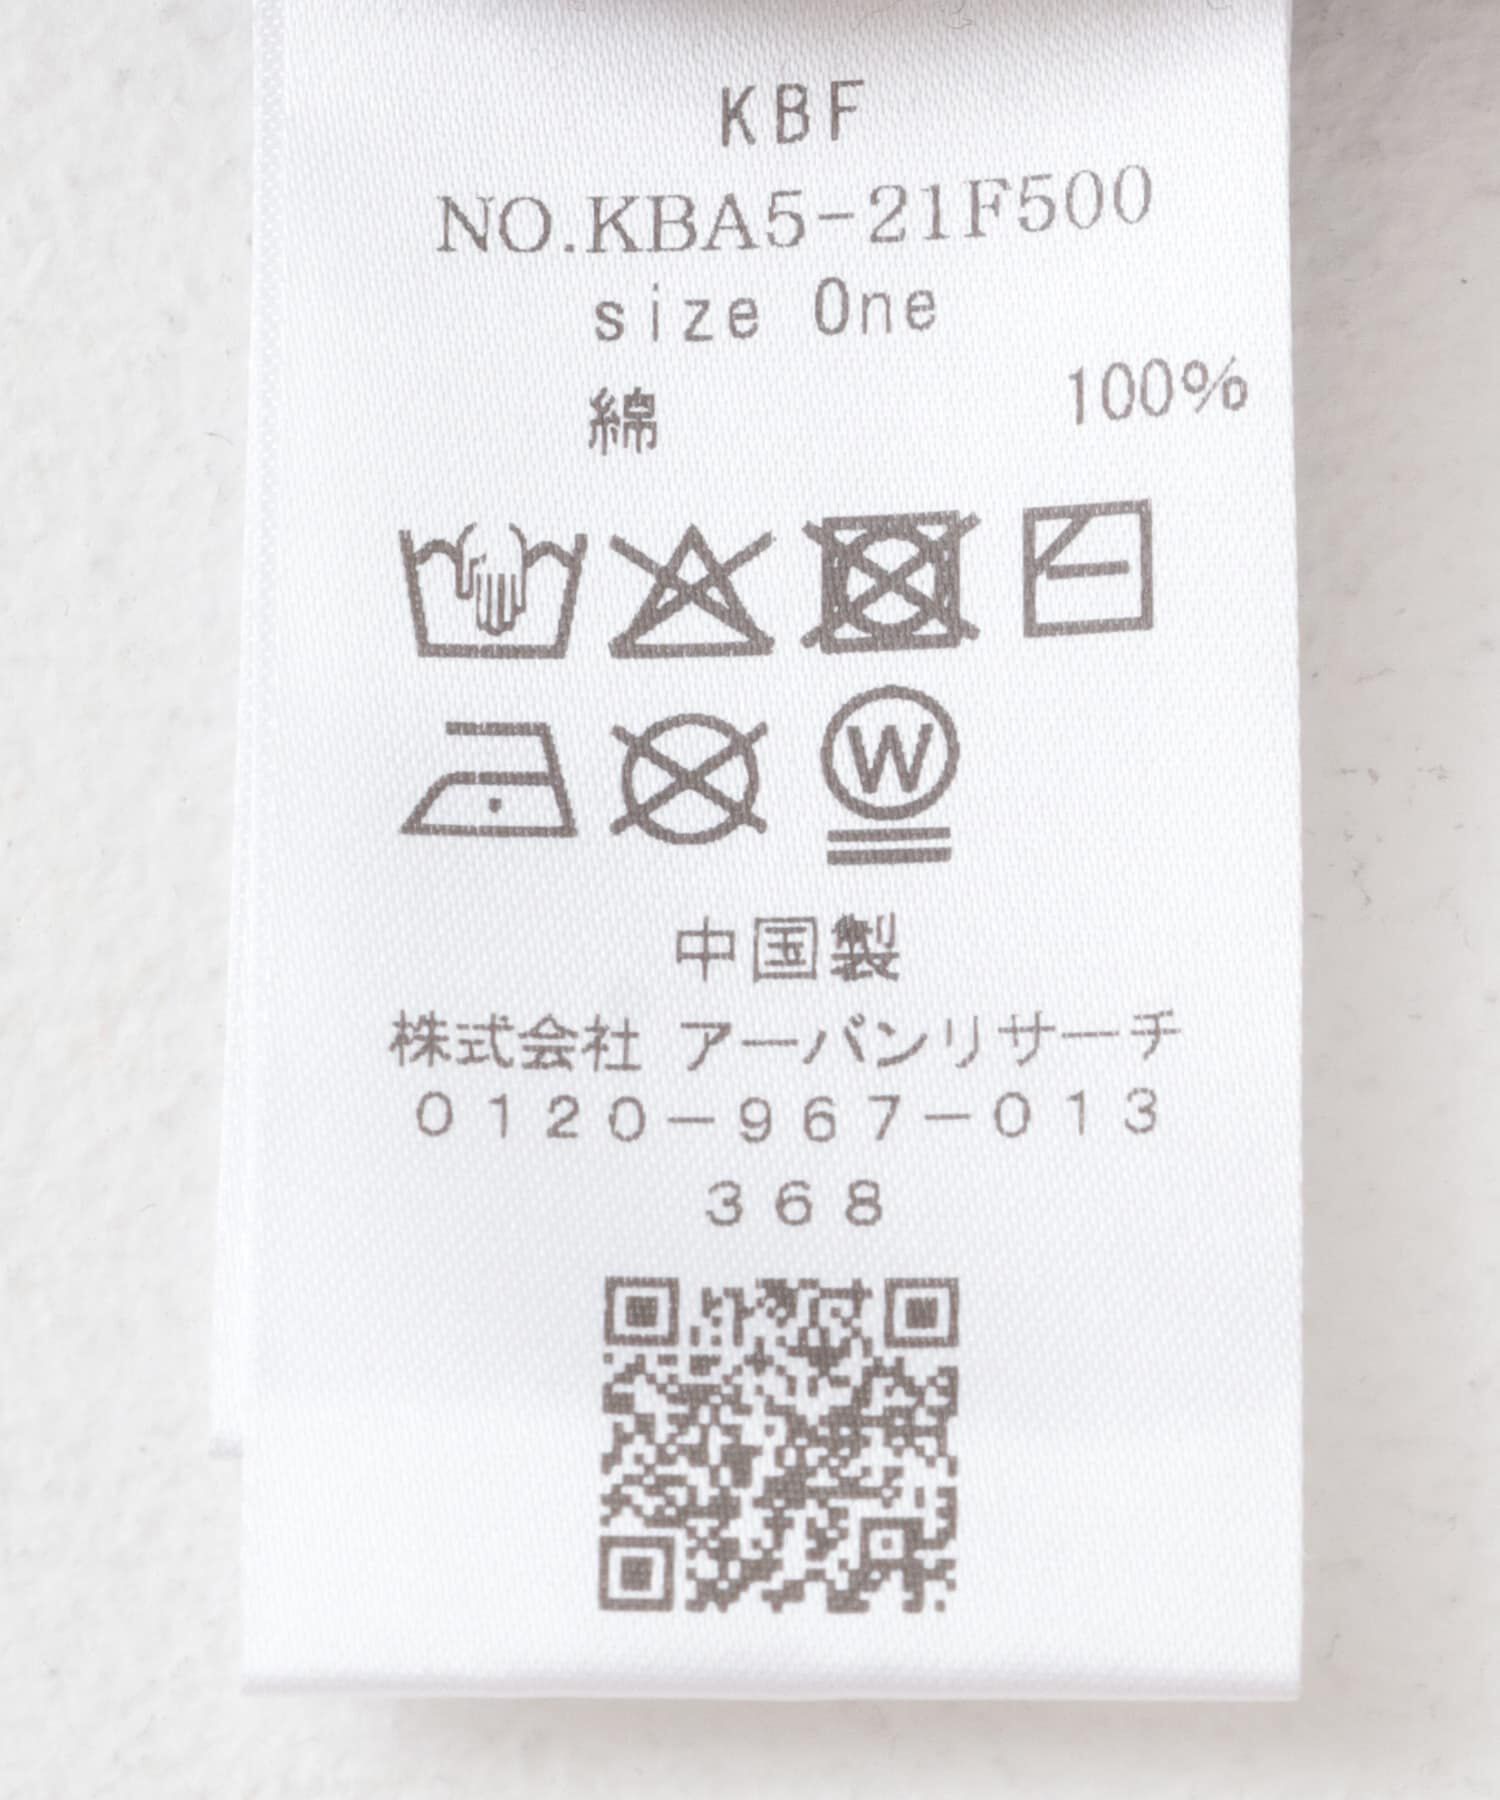 KBF
NO.KBA5-21F500
size One
綿 100%
W
中国製
株式会社 アーバンリサーチ
0120-967-013
368